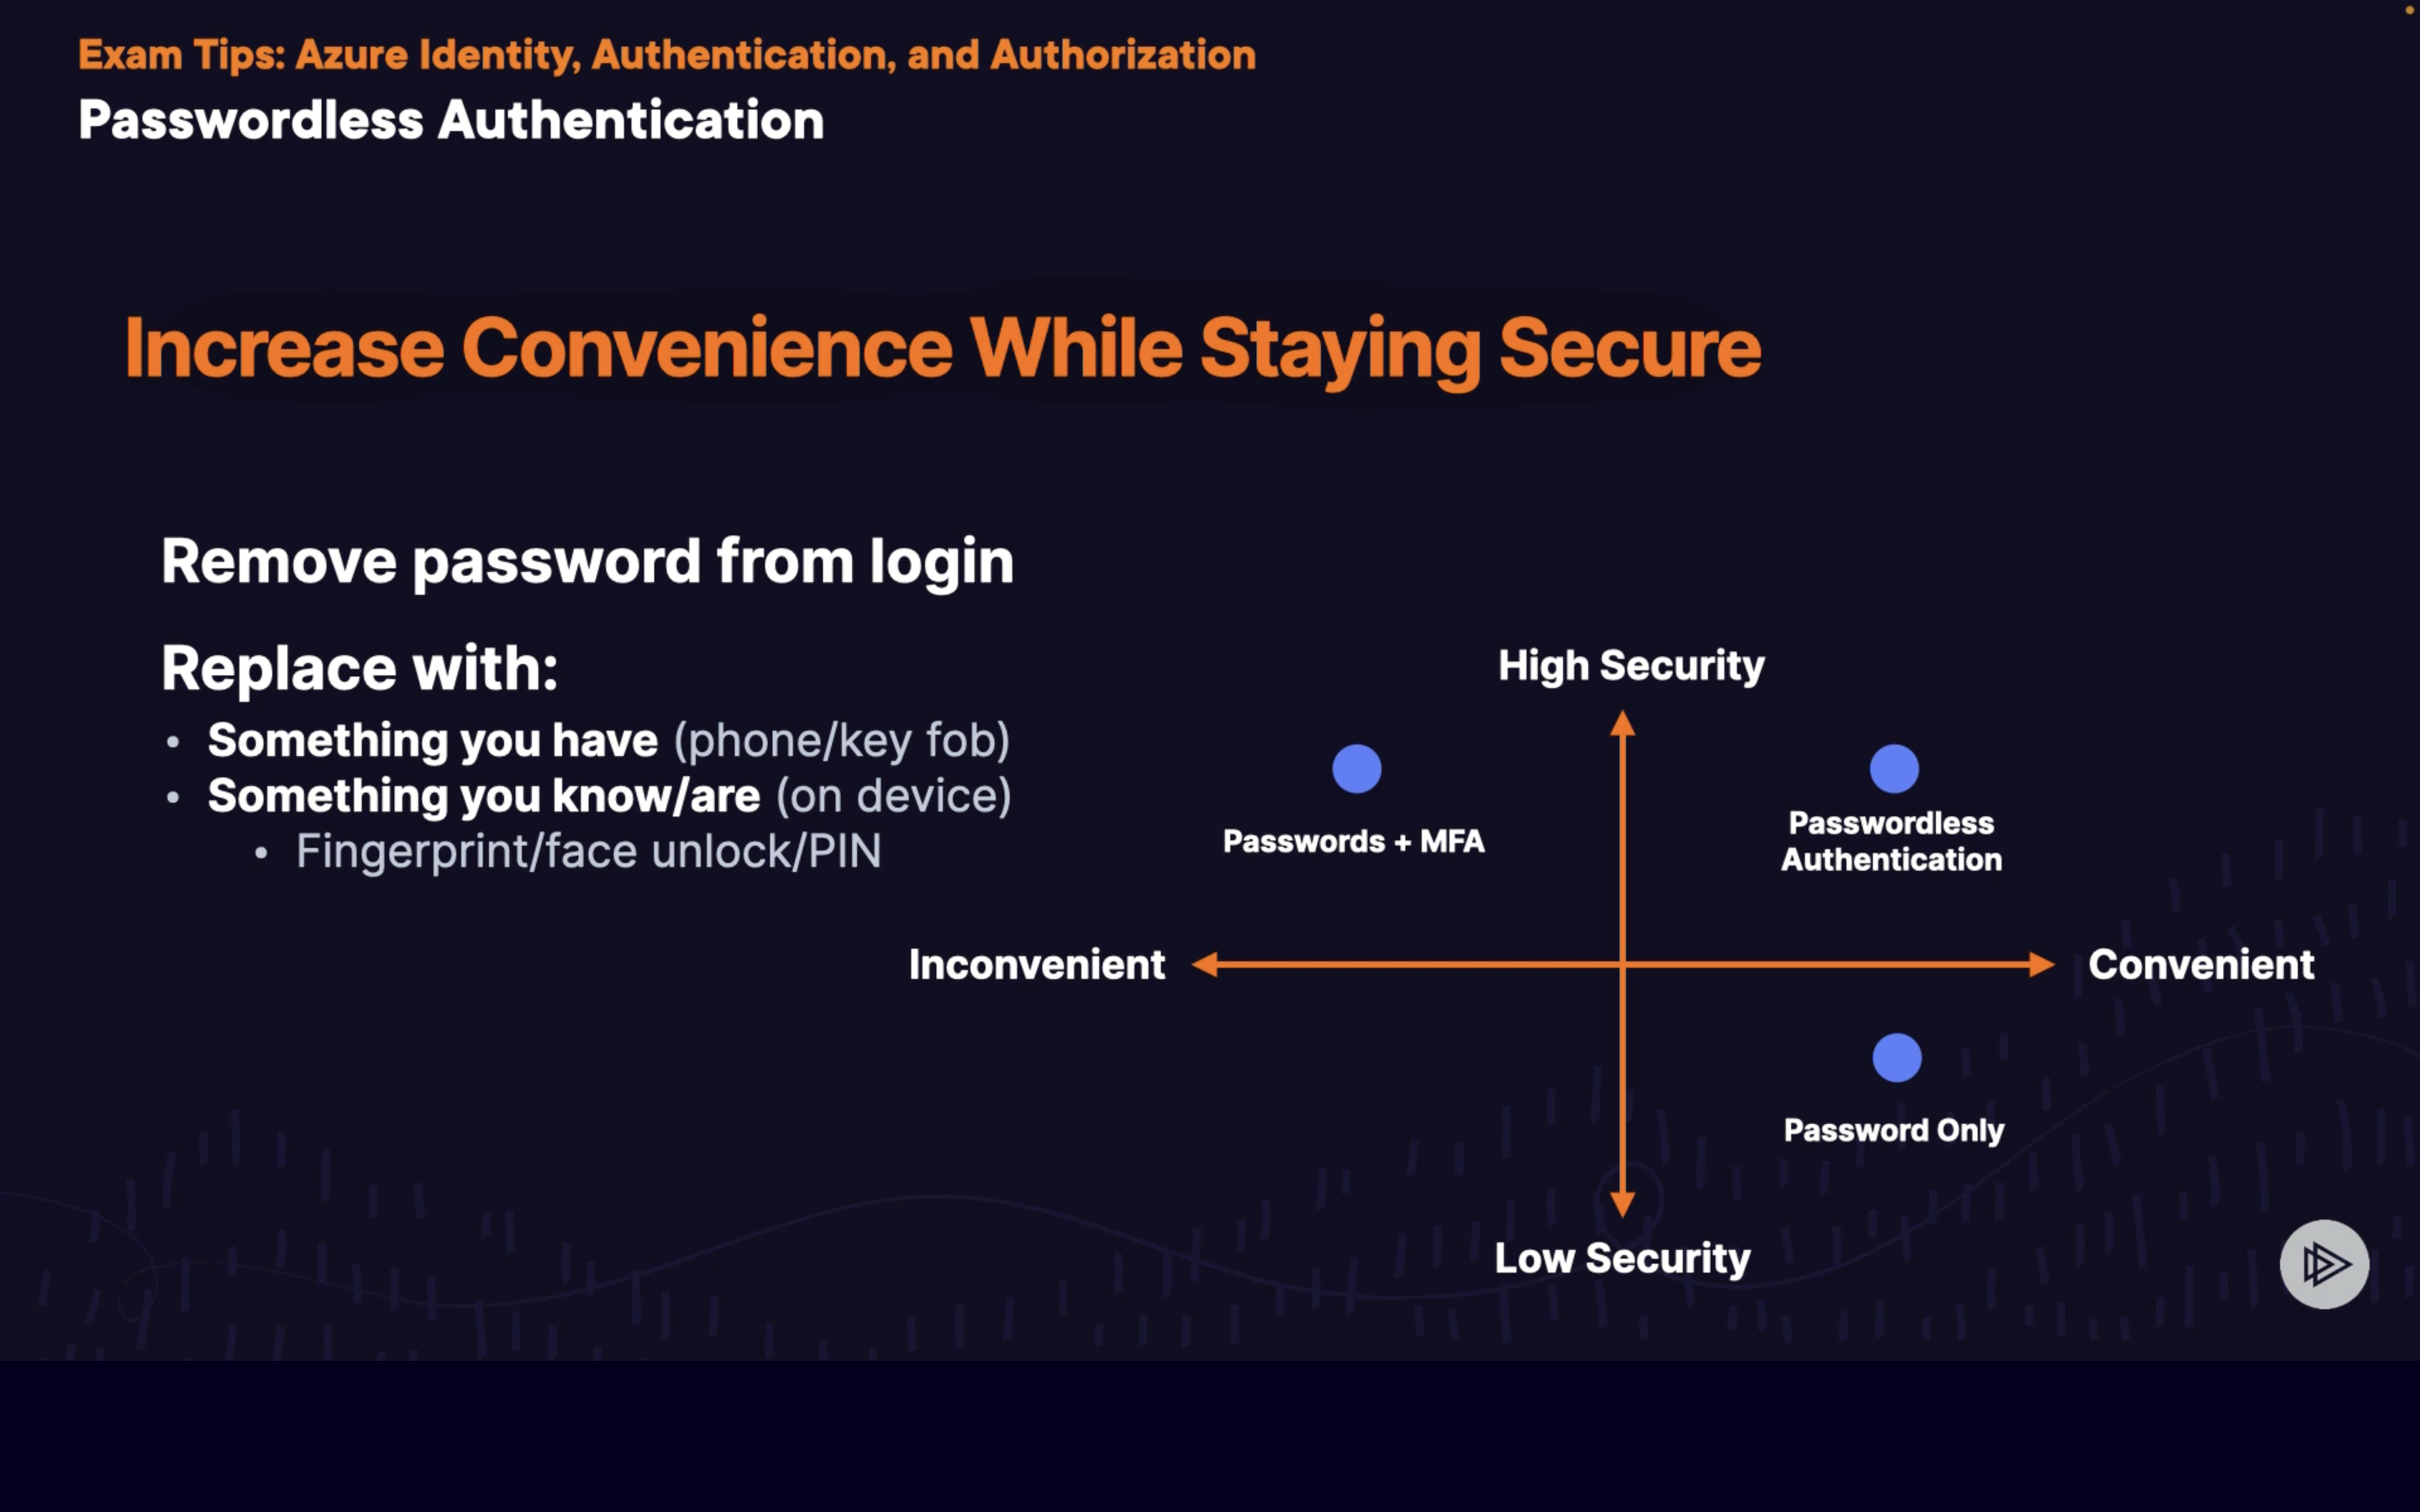 Exam Tips: Azure Identity, Authentication, and Authorization
Passwordless Authentication
Increase Convenience While Staying Secure
Remove password from login
Replace with:
• Something you have (phone/key fob)
• Something you know/are (on device)
• Fingerprint/face unlock/PIN
High Security
Passwords + MFA
Passwordless
Authentication
Inconvenient
Convenient
Password Only
Low Security